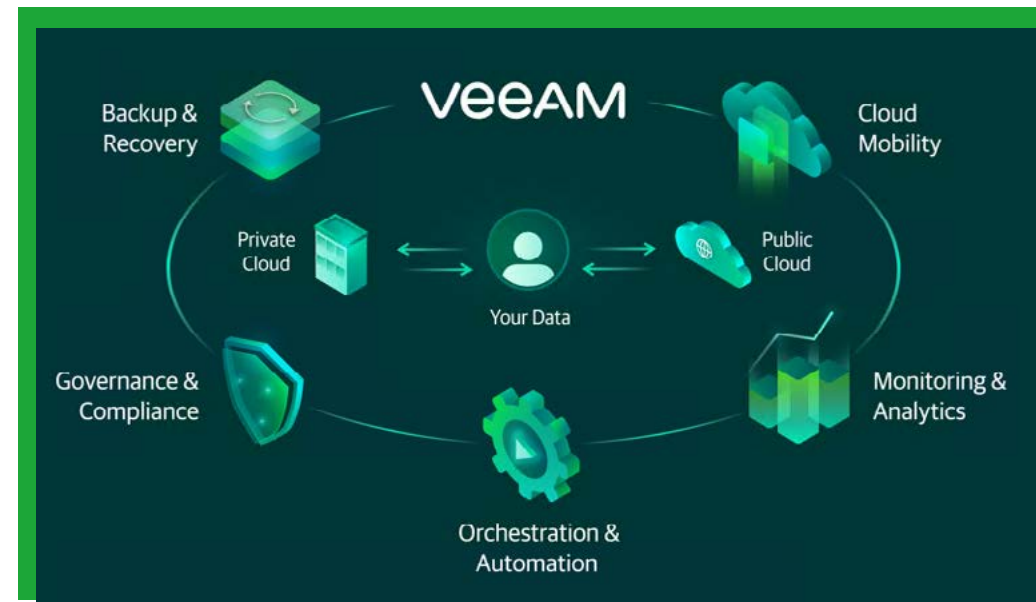 veeAM
Backup &
Recovery
Cloud
Mobility
Private
Cloud
Your Data
Public
Cloud
Governance &
Compliance
Monitoring &
Analytics
Orchestration &
Automation